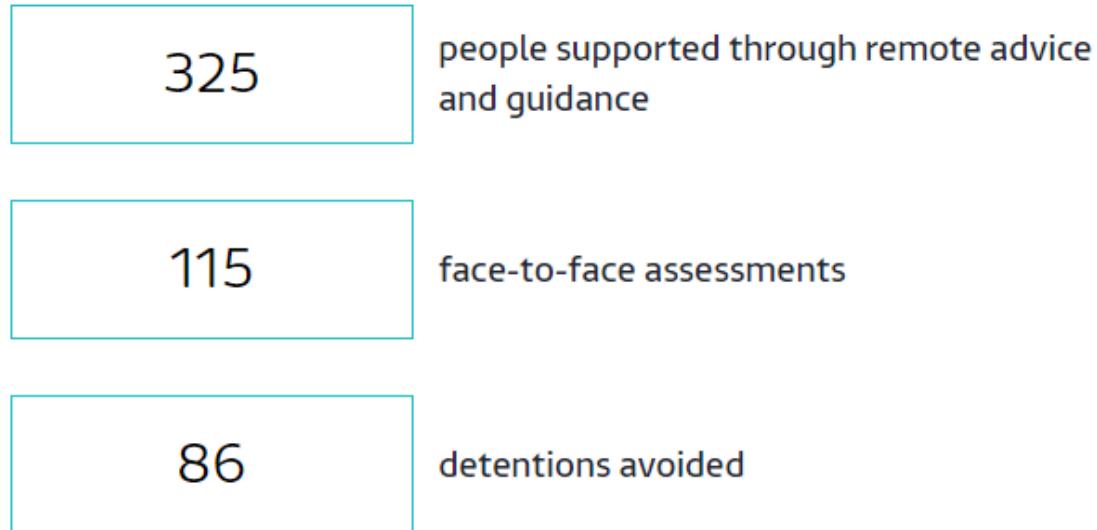 325
people supported through remote advice
and guidance
115
face-to-face assessments
86
detentions avoided